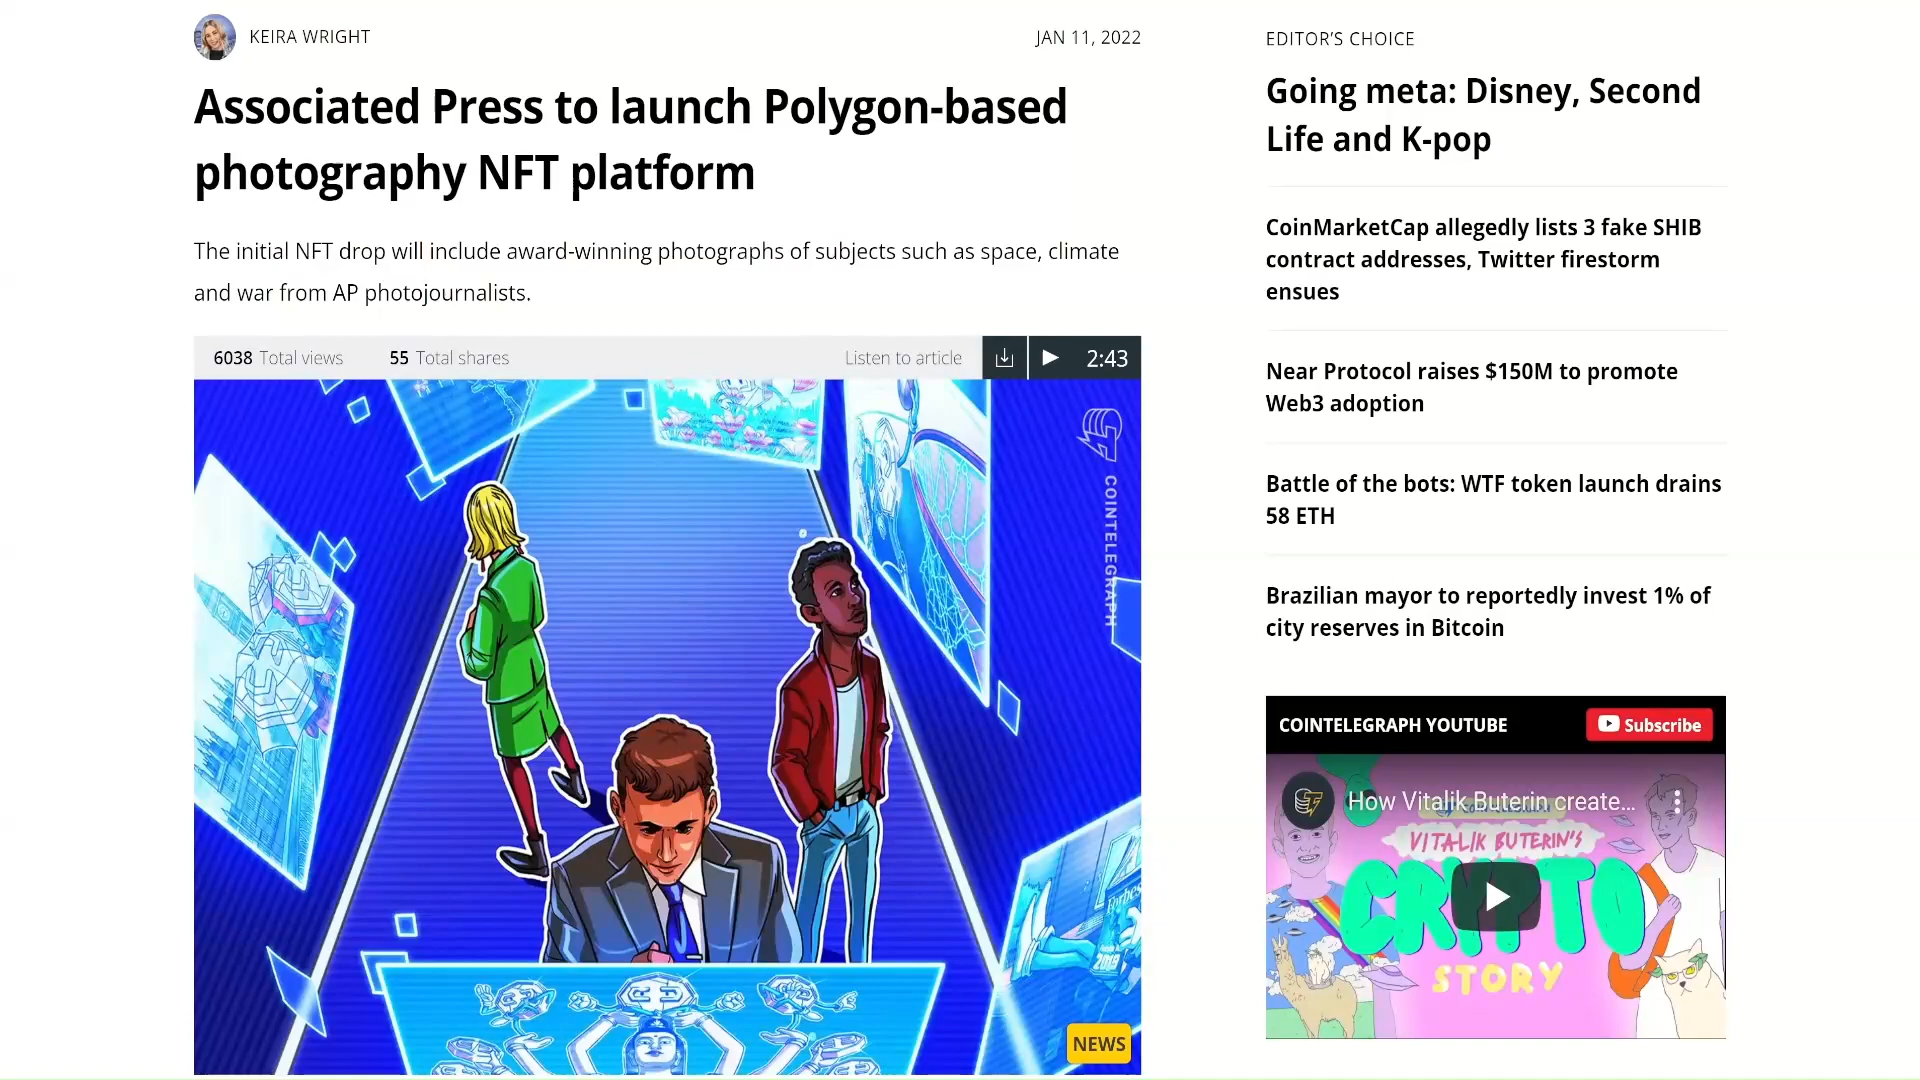 KEIRA WRIGHT
JAN 11, 2022
Associated Press to launch Polygon-based
photography NFT platform
The initial NFT drop will include award-winning photographs of subjects such as space, climate
and war from AP photojournalists.
6038 Total views
55 Total shares
Listen to article
2:43
COINTELEGRAPH
Forbes
2019
NEWS
EDITOR’S CHOICE
Going meta: Disney, Second
Life and K-pop
CoinMarketCap allegedly lists 3 fake SHIB
contract addresses, Twitter firestorm
ensues
Near Protocol raises $150M to promote
Web3 adoption
Battle of the bots: WTF token launch drains
58 ETH
Brazilian mayor to reportedly invest 1% of
city reserves in Bitcoin
COINTELEGRAPH YOUTUBE
Subscribe
How Vitalik Buterin create...
VITALIK BUTERIN'S
CRYPTO
STORY